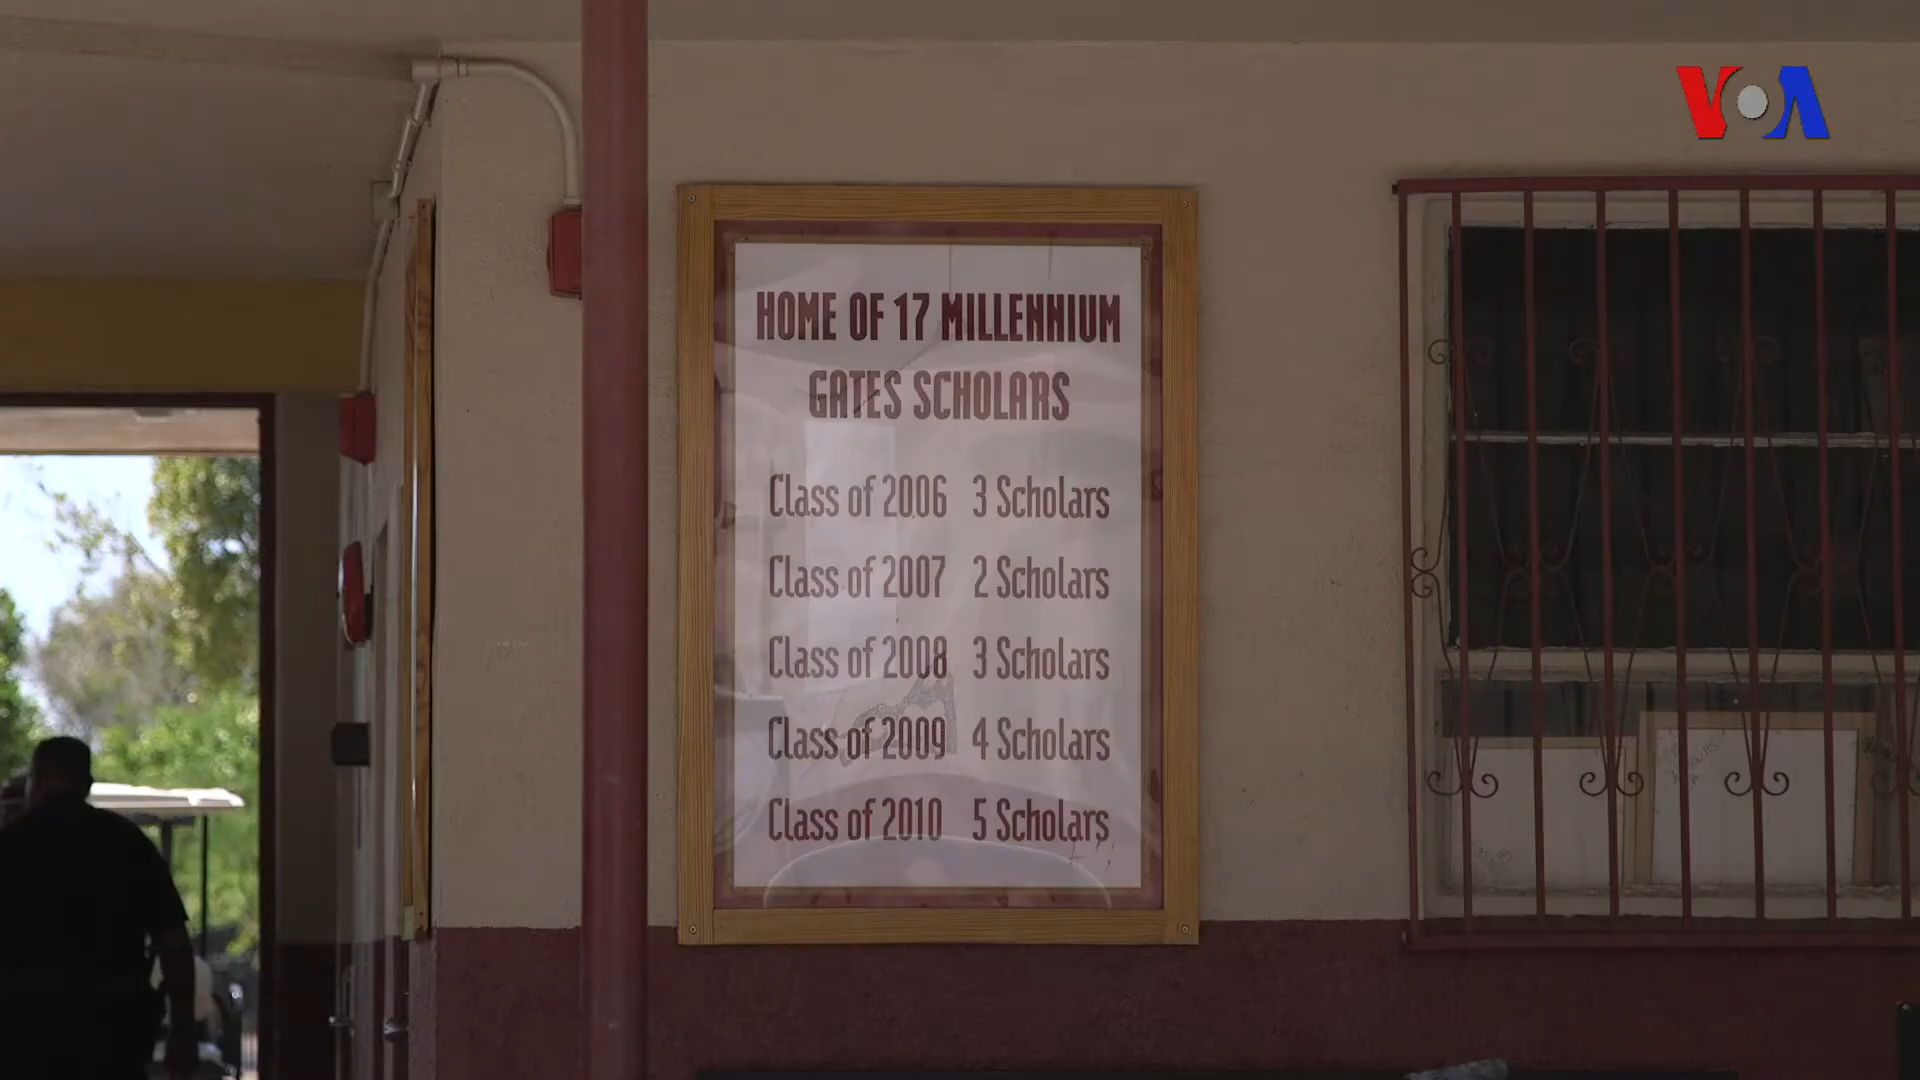 VOA
HOME OF 17 MILLENNIUM
GATES SCHOLARS
Class of 2006 3 Scholars
Class of 2007 2 Scholars
Class of 2008 3 Scholars
Class of 2009 4 Scholars
Class of 2010 5 Scholars